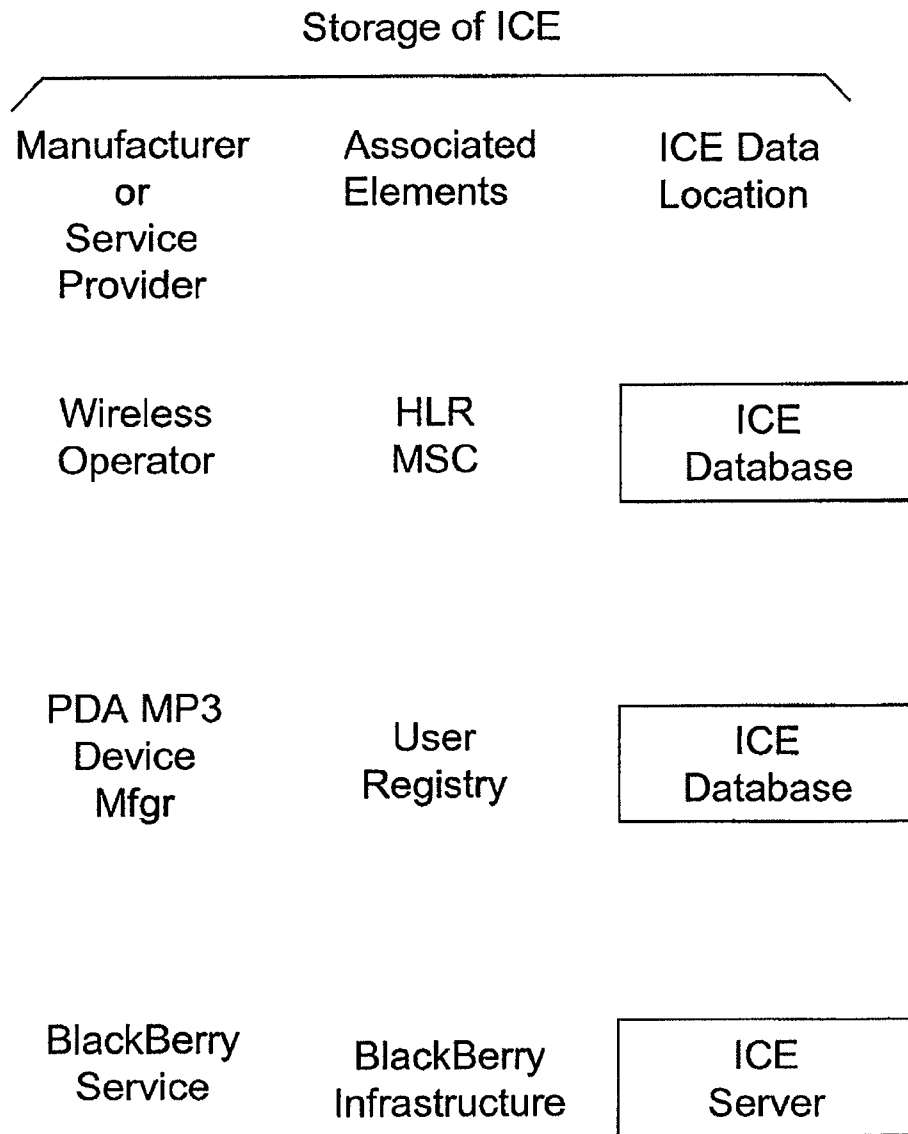 Storage of ICE
Manufacturer
or
Service
Provider
Associated
Elements
ICE Data
Location
Wireless
Operator
HLR
MSC
ICE
Database
PDA MP3
Device
Mfgr
User
Registry
ICE
Database
BlackBerry
Service
BlackBerry
Infrastructure
ICE
Server